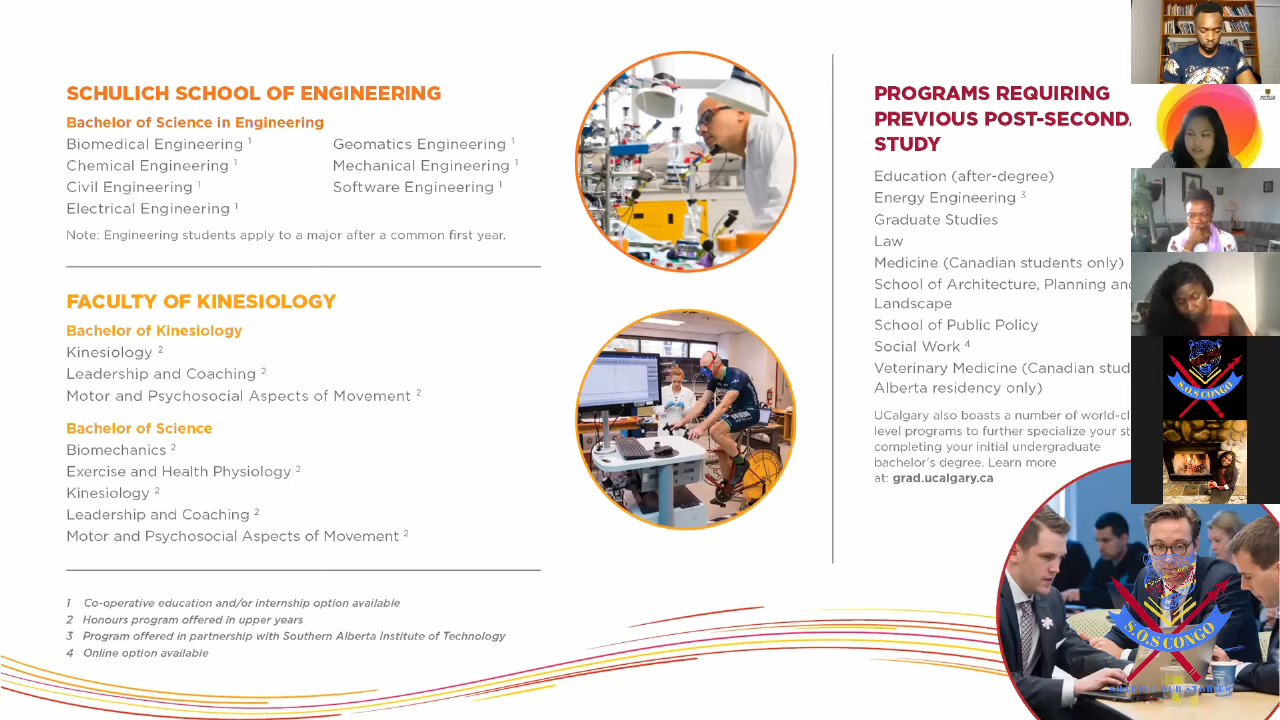 SCHULICH SCHOOL OF ENGINEERING
Bachelor of Science in Engineering
Biomedical Engineering ¹
Chemical Engineering ¹
Civil Engineering ¹
Electrical Engineering ¹
Geomatics Engineering ¹
Mechanical Engineering ¹
Software Engineering ¹
Note: Engineering students apply to a major after a common first year.
FACULTY OF KINESIOLOGY
Bachelor of Kinesiology
Kinesiology ²
Leadership and Coaching ²
Motor and Psychosocial Aspects of Movement ²
Bachelor of Science
Biomechanics ²
Exercise and Health Physiology ²
Kinesiology ²
Leadership and Coaching ²
Motor and Psychosocial Aspects of Movement ²
1 Co-operative education and/or internship option available
2 Honours program offered in upper years
3 Program offered in partnership with Southern Alberta Institute of Technology
4 Online option available
PROGRAMS REQUIRING
PREVIOUS POST-SECOND
STUDY
Education (after-degree)
Energy Engineering ³
Graduate Studies
Law
Medicine (Canadian students only)
School of Architecture, Planning and
Landscape
School of Public Policy
Social Work ⁴
Veterinary Medicine (Canadian stud
Alberta residency only)
UCalgary also boasts a number of world-cl
level programs to further specialize your st
completing your initial undergraduate
bachelor's degree. Learn more
at: grad.ucalgary.ca
S.O.S CONGO
S.O.S CONGO